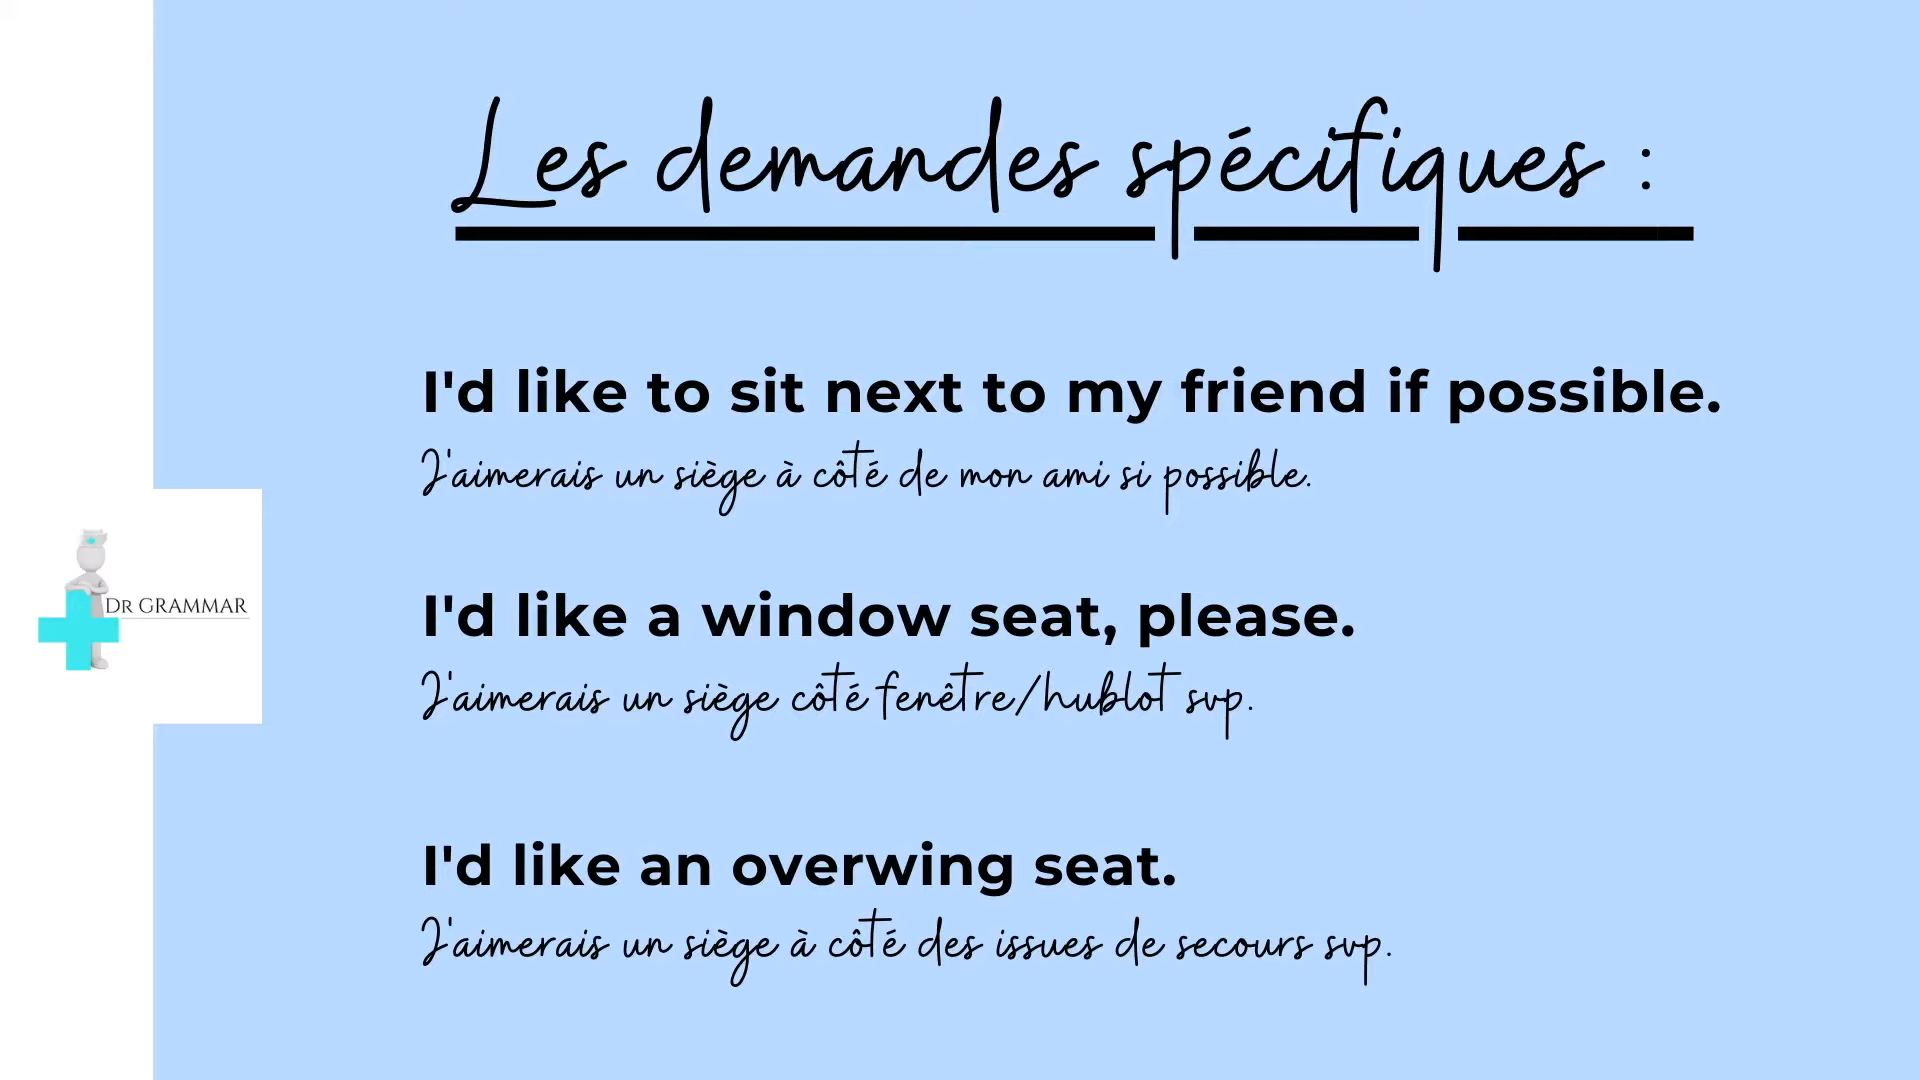 Les demandes spécifiques :
I'd like to sit next to my friend if possible.
J'aimerais un siège à côté de mon ami si possible.
DR GRAMMAR
I'd like a window seat, please.
J'aimerais un siège côté fenêtre/hublot svp.
I'd like an overwing seat.
J'aimerais un siège à côté des issues de secours svp.